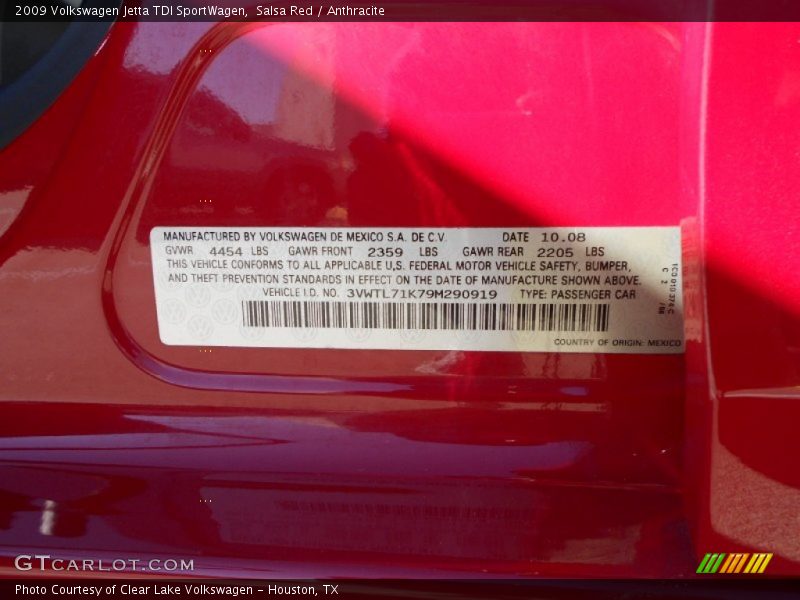 2009 Volkswagen Jetta TDI SportWagen, Salsa Red / Anthracite
MANUFACTURED BY VOLKSWAGEN DE MEXICO S.A. DE C.V. DATE 10.08
GVWR 4454 LBS GAWR FRONT 2359 LBS GAWR REAR 2205 LBS
THIS VEHICLE CONFORMS TO ALL APPLICABLE U.S. FEDERAL MOTOR VEHICLE SAFETY, BUMPER,
AND THEFT PREVENTION STANDARDS IN EFFECT ON THE DATE OF MANUFACTURE SHOWN ABOVE.
VEHICLE I.D. NO. 3VWTL71K79M290919 TYPE: PASSENGER CAR
COUNTRY OF ORIGIN: MEXICO
GTCARLOT.COM
Photo Courtesy of Clear Lake Volkswagen - Houston, TX